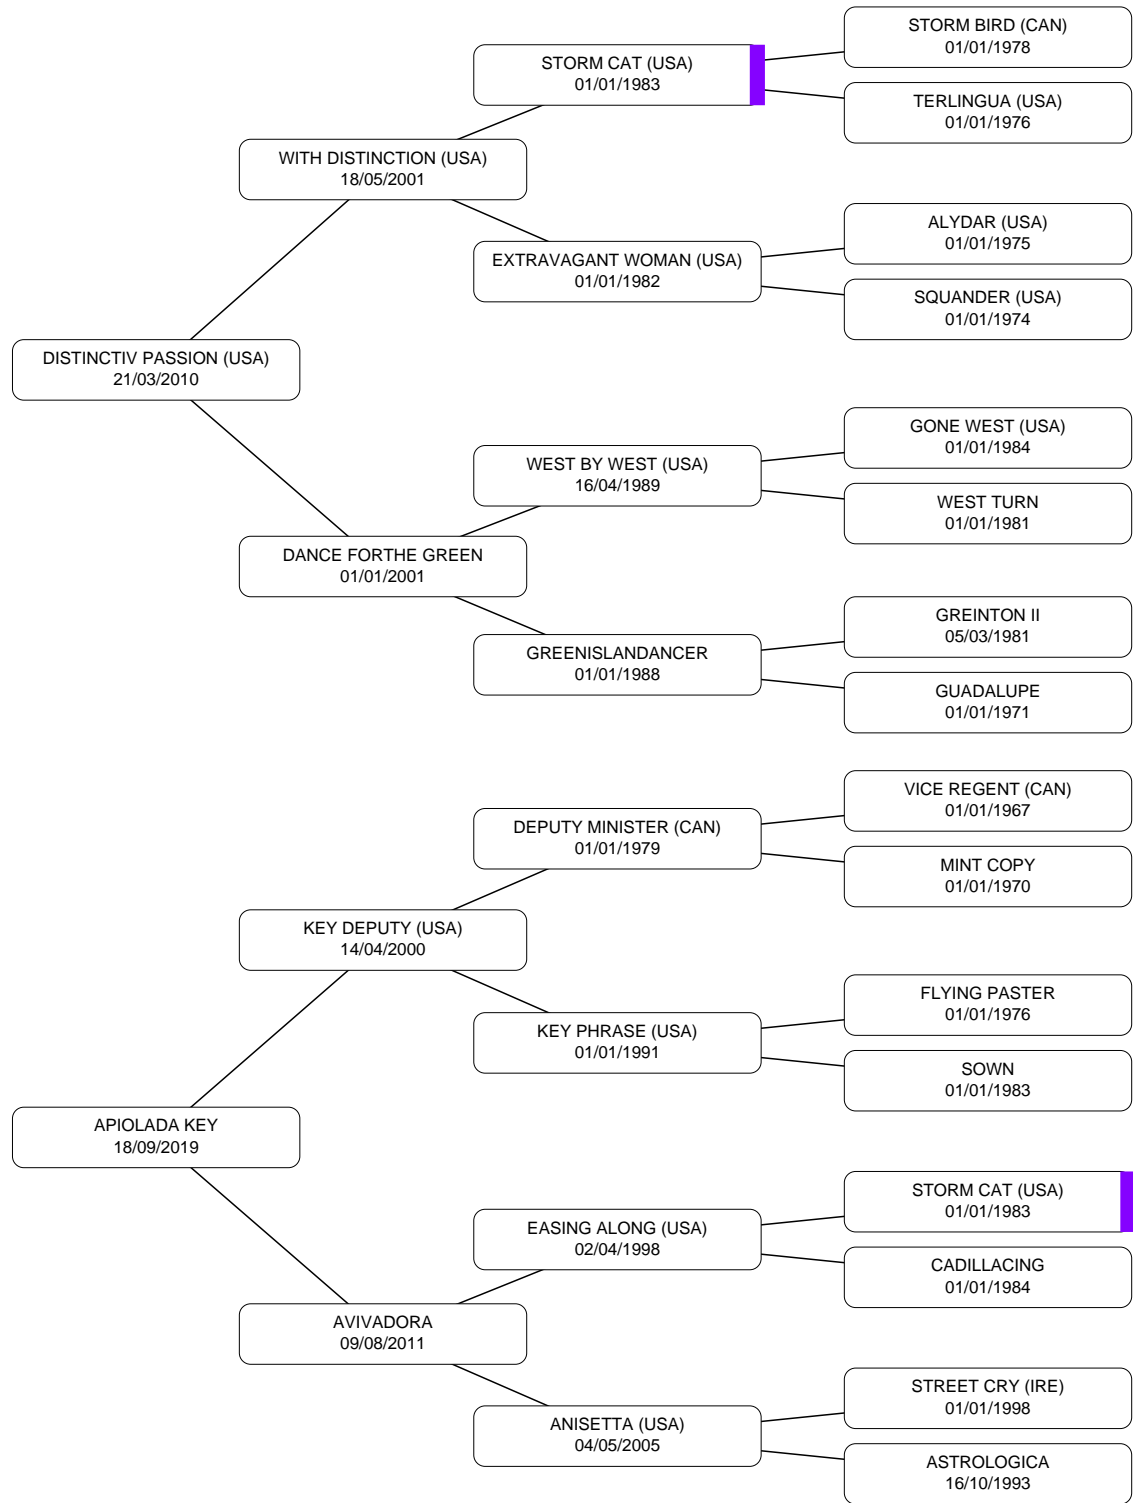 STORM BIRD (CAN)
01/01/1978
STORM CAT (USA)
01/01/1983
TERLINGUA (USA)
01/01/1976
WITH DISTINCTION (USA)
18/05/2001
ALYDAR (USA)
01/01/1975
EXTRAVAGANT WOMAN (USA)
01/01/1982
SQUANDER (USA)
01/01/1974
DISTINCTIV PASSION (USA)
21/03/2010
GONE WEST (USA)
01/01/1984
WEST BY WEST (USA)
16/04/1989
WEST TURN
01/01/1981
DANCE FORTHE GREEN
01/01/2001
GREINTON II
05/03/1981
GREENISLANDANCER
01/01/1988
GUADALUPE
01/01/1971
VICE REGENT (CAN)
01/01/1967
DEPUTY MINISTER (CAN)
01/01/1979
MINT COPY
01/01/1970
KEY DEPUTY (USA)
14/04/2000
FLYING PASTER
01/01/1976
KEY PHRASE (USA)
01/01/1991
SOWN
01/01/1983
APIOLADA KEY
18/09/2019
STORM CAT (USA)
01/01/1983
EASING ALONG (USA)
02/04/1998
CADILLACING
01/01/1984
AVIVADORA
09/08/2011
STREET CRY (IRE)
01/01/1998
ANISETTA (USA)
04/05/2005
ASTROLOGICA
16/10/1993